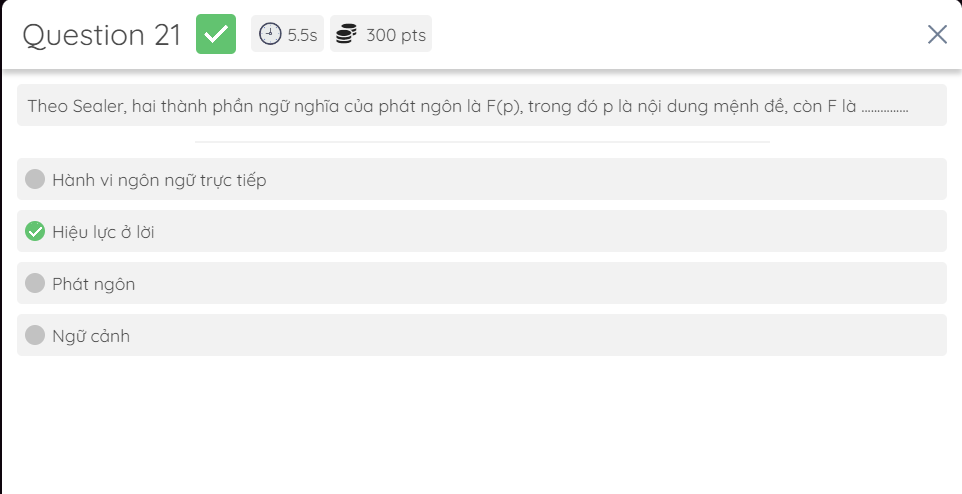 Question 21 5.5s 300 pts
Theo Sealer, hai thành phần ngữ nghĩa của phát ngôn là F(p), trong đó p là nội dung mệnh đề, còn F là ...............
Hành vi ngôn ngữ trực tiếp
Hiệu lực ở lời
Phát ngôn
Ngữ cảnh